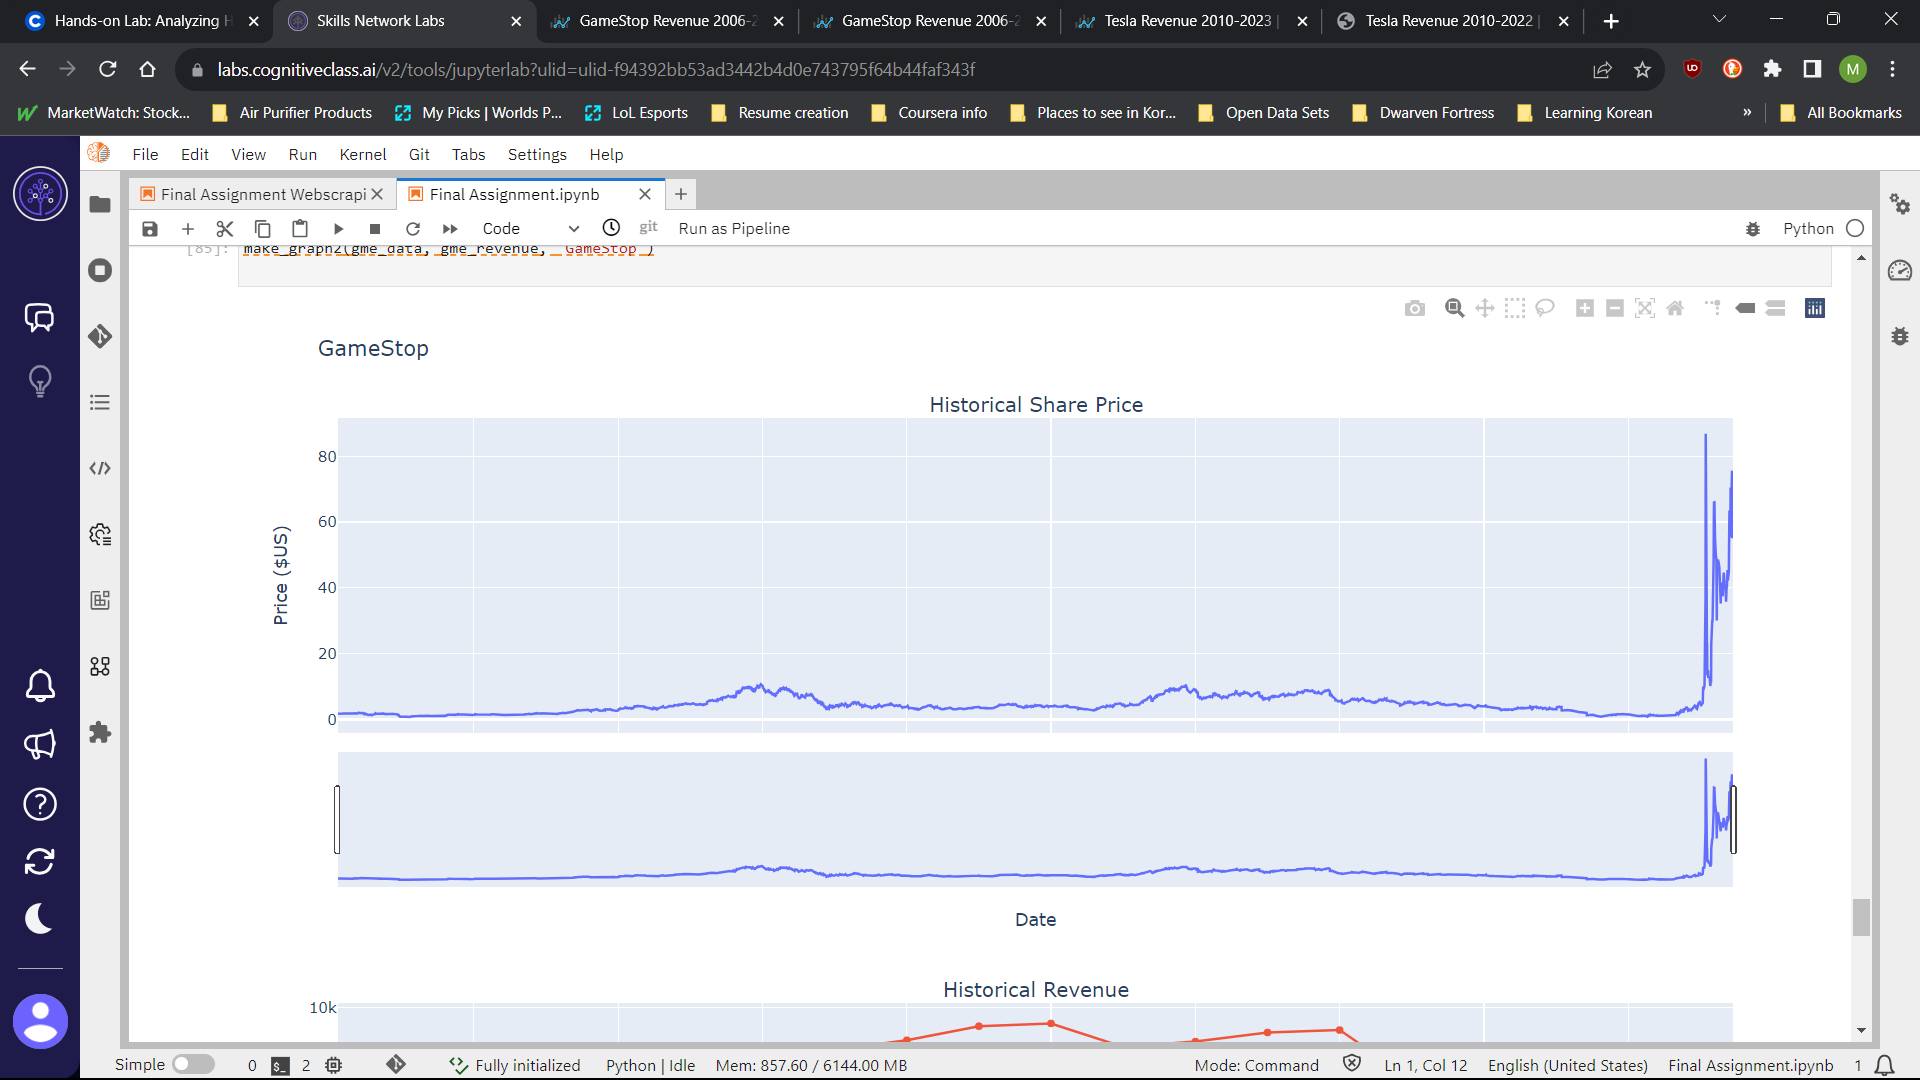 Hands-on Lab: Analyzing H
Skills Network Labs
GameStop Revenue 2006-2
GameStop Revenue 2006-2
Tesla Revenue 2010-2023 |
Tesla Revenue 2010-2022 |
labs.cognitiveclass.ai/v2/tools/jupyterlab?ulid=ulid-f94392bb53ad3442b4d0e743795f64b44faf343f
M
MarketWatch: Stock...
Air Purifier Products
My Picks | Worlds P...
LoL Esports
Resume creation
Coursera info
Places to see in Kor...
Open Data Sets
Dwarven Fortress
Learning Korean
»
All Bookmarks
File Edit View Run Kernel Git Tabs Settings Help
Final Assignment Webscrapi
Final Assignment.ipynb
Code
git
Run as Pipeline
Python
[85]: make_graph2(gme_data, gme_revenue, 'GameStop')
GameStop
Historical Share Price
80
60
40
20
0
Price ($US)
Date
Historical Revenue
10k
Simple
0
2
Fully initialized
Python | Idle
Mem: 857.60 / 6144.00 MB
Mode: Command
Ln 1, Col 12
English (United States)
Final Assignment.ipynb
1